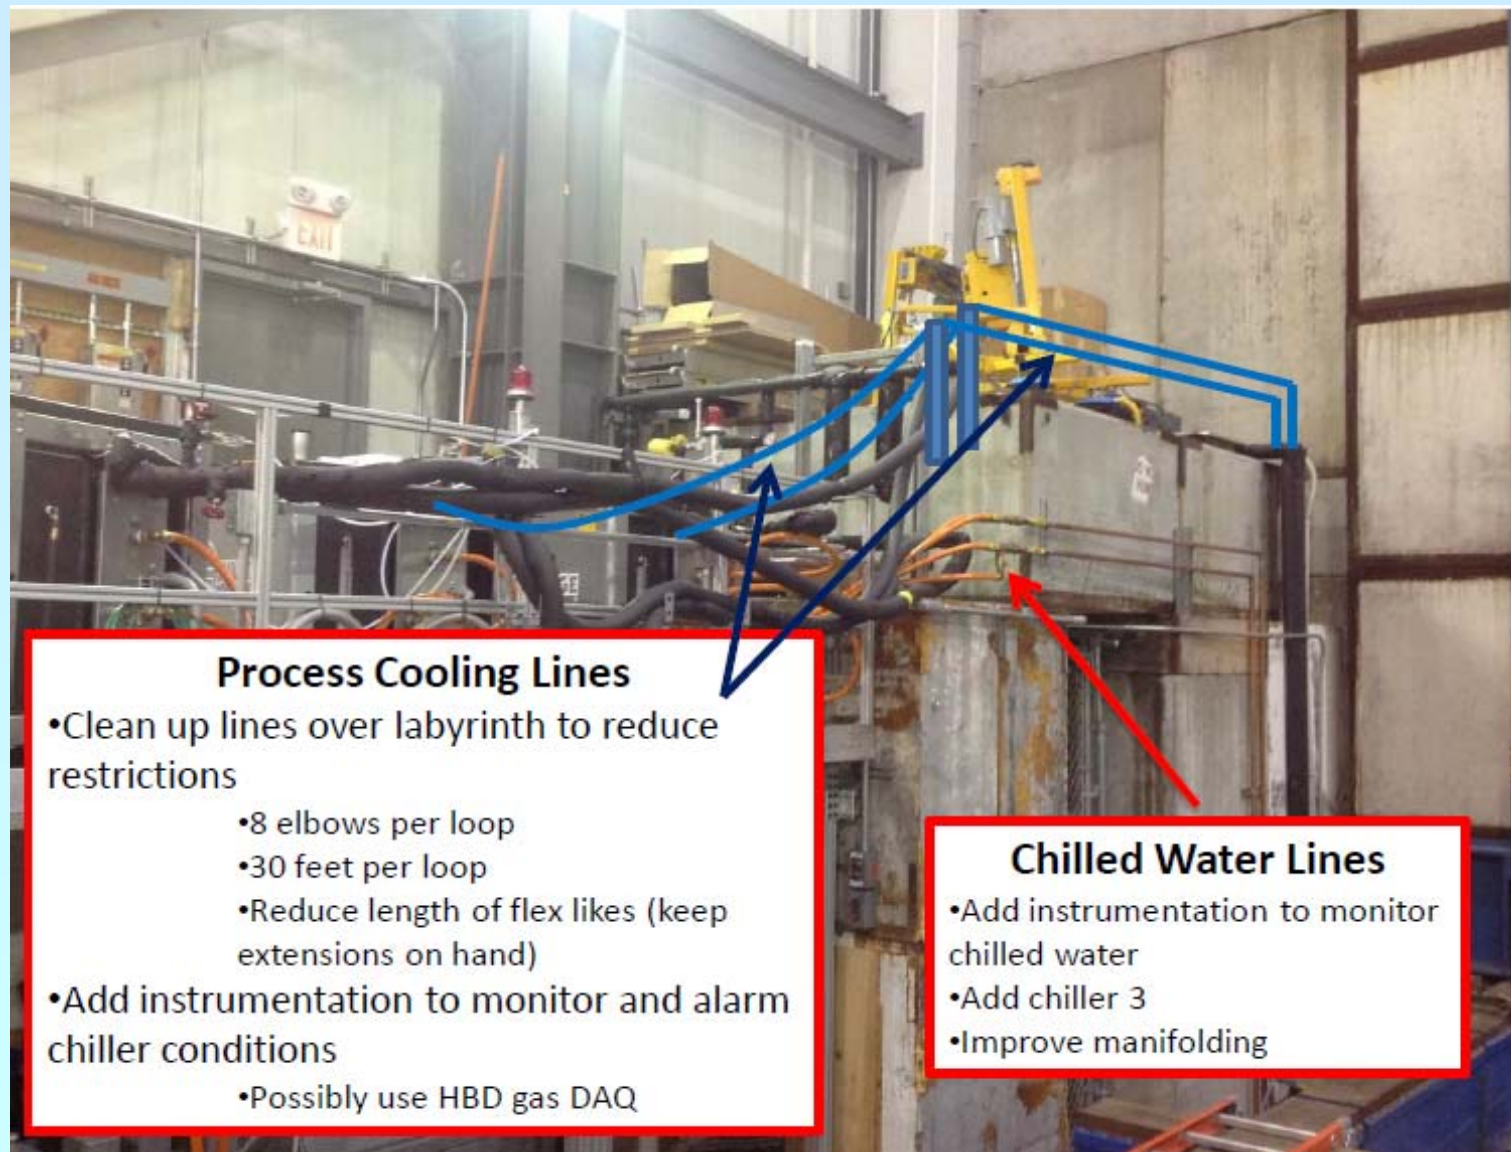 EXIT
Process Cooling Lines
•Clean up lines over labyrinth to reduce
restrictions
•8 elbows per loop
•30 feet per loop
•Reduce length of flex likes (keep
extensions on hand)
•Add instrumentation to monitor and alarm
chiller conditions
•Possibly use HBD gas DAQ
Chilled Water Lines
•Add instrumentation to monitor
chilled water
•Add chiller 3
•Improve manifolding